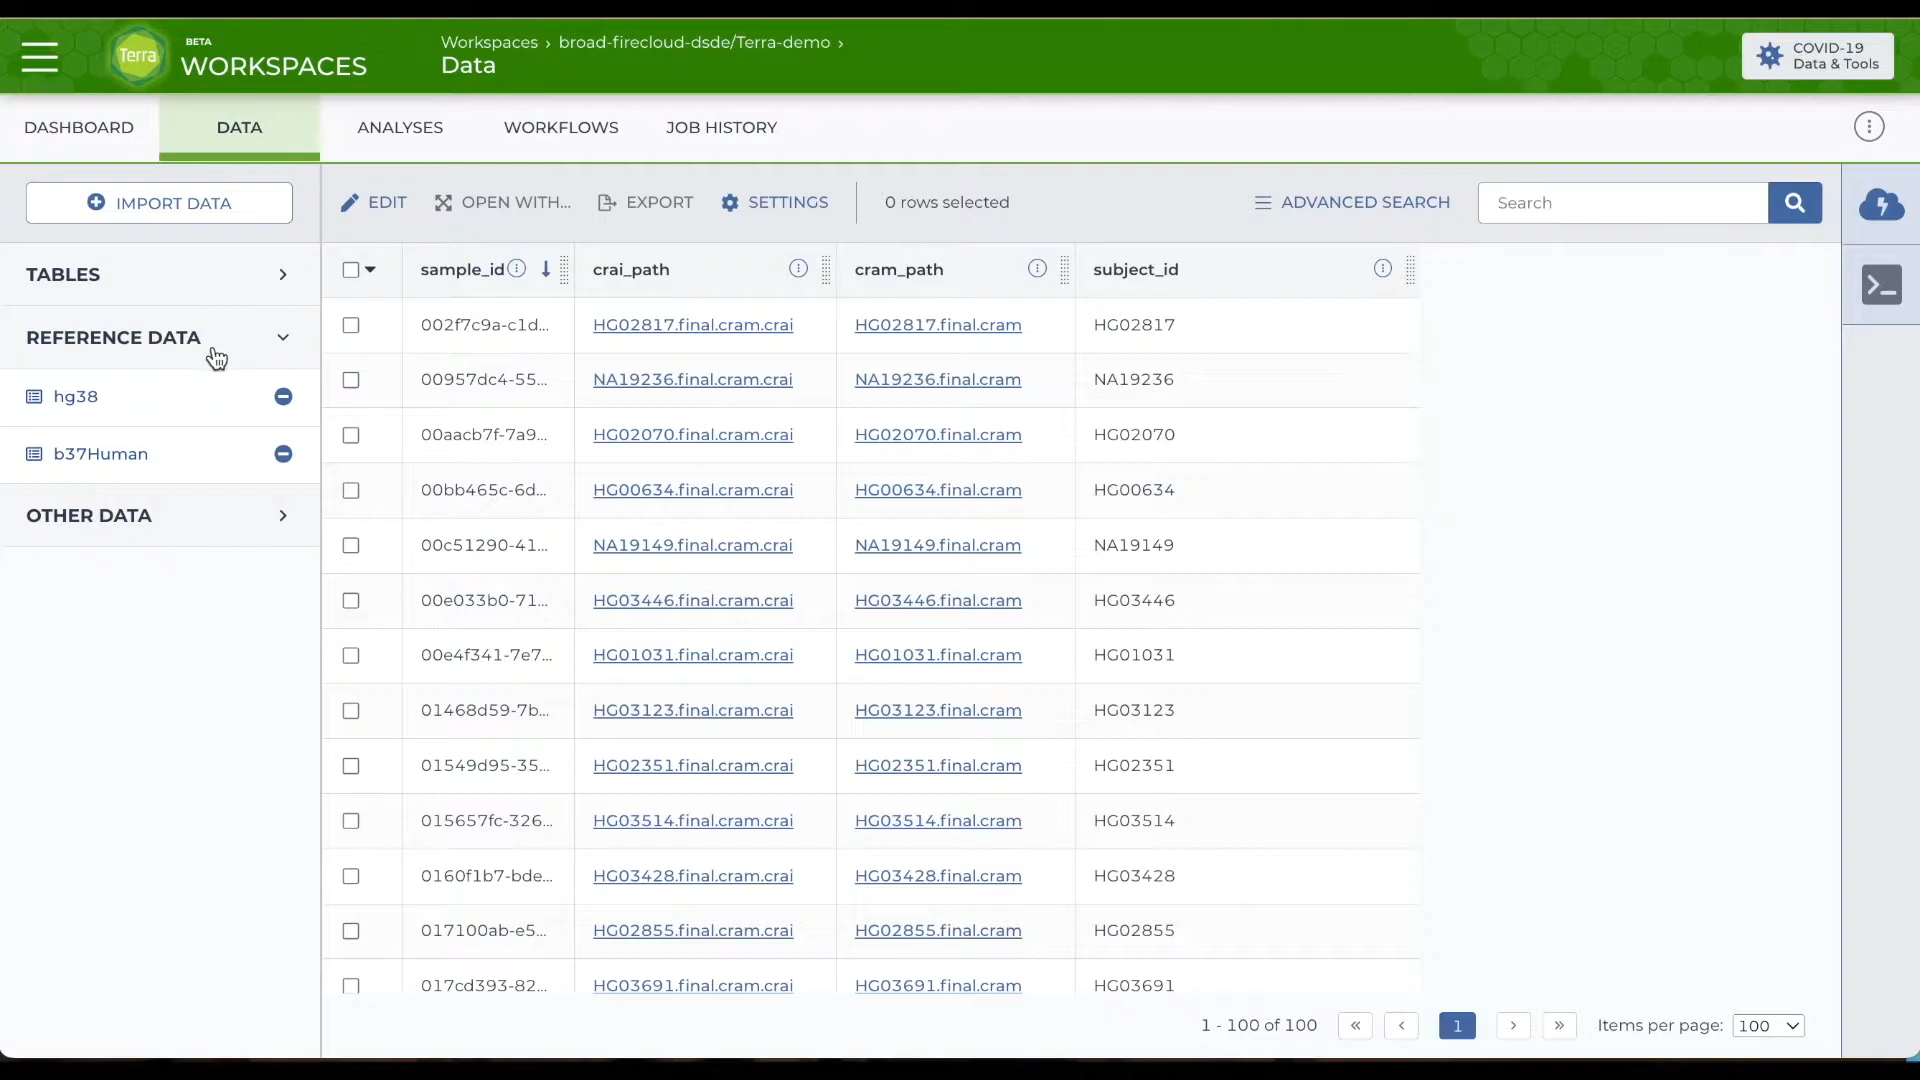 Terra
BETA
WORKSPACES
Workspaces › broad-firecloud-dsde/Terra-demo ›
Data
COVID-19
Data & Tools
DASHBOARD
DATA
ANALYSES
WORKFLOWS
JOB HISTORY
IMPORT DATA
EDIT
OPEN WITH...
EXPORT
SETTINGS
0 rows selected
ADVANCED SEARCH
Search
TABLES
REFERENCE DATA
hg38
b37Human
OTHER DATA
sample_id crai_path cram_path subject_id
002f7c9a-c1d... HG02817.final.cram.crai HG02817.final.cram HG02817
00957dc4-55... NA19236.final.cram.crai NA19236.final.cram NA19236
00aacb7f-7a9... HG02070.final.cram.crai HG02070.final.cram HG02070
00bb465c-6d... HG00634.final.cram.crai HG00634.final.cram HG00634
00c51290-41... NA19149.final.cram.crai NA19149.final.cram NA19149
00e033b0-71... HG03446.final.cram.crai HG03446.final.cram HG03446
00e4f341-7e7... HG01031.final.cram.crai HG01031.final.cram HG01031
01468d59-7b... HG03123.final.cram.crai HG03123.final.cram HG03123
01549d95-35... HG02351.final.cram.crai HG02351.final.cram HG02351
015657fc-326... HG03514.final.cram.crai HG03514.final.cram HG03514
0160f1b7-bde... HG03428.final.cram.crai HG03428.final.cram HG03428
017100ab-e5... HG02855.final.cram.crai HG02855.final.cram HG02855
017cd393-82... HG03691.final.cram.crai HG03691.final.cram HG03691
1 - 100 of 100 « ‹ 1 › » Items per page: 100